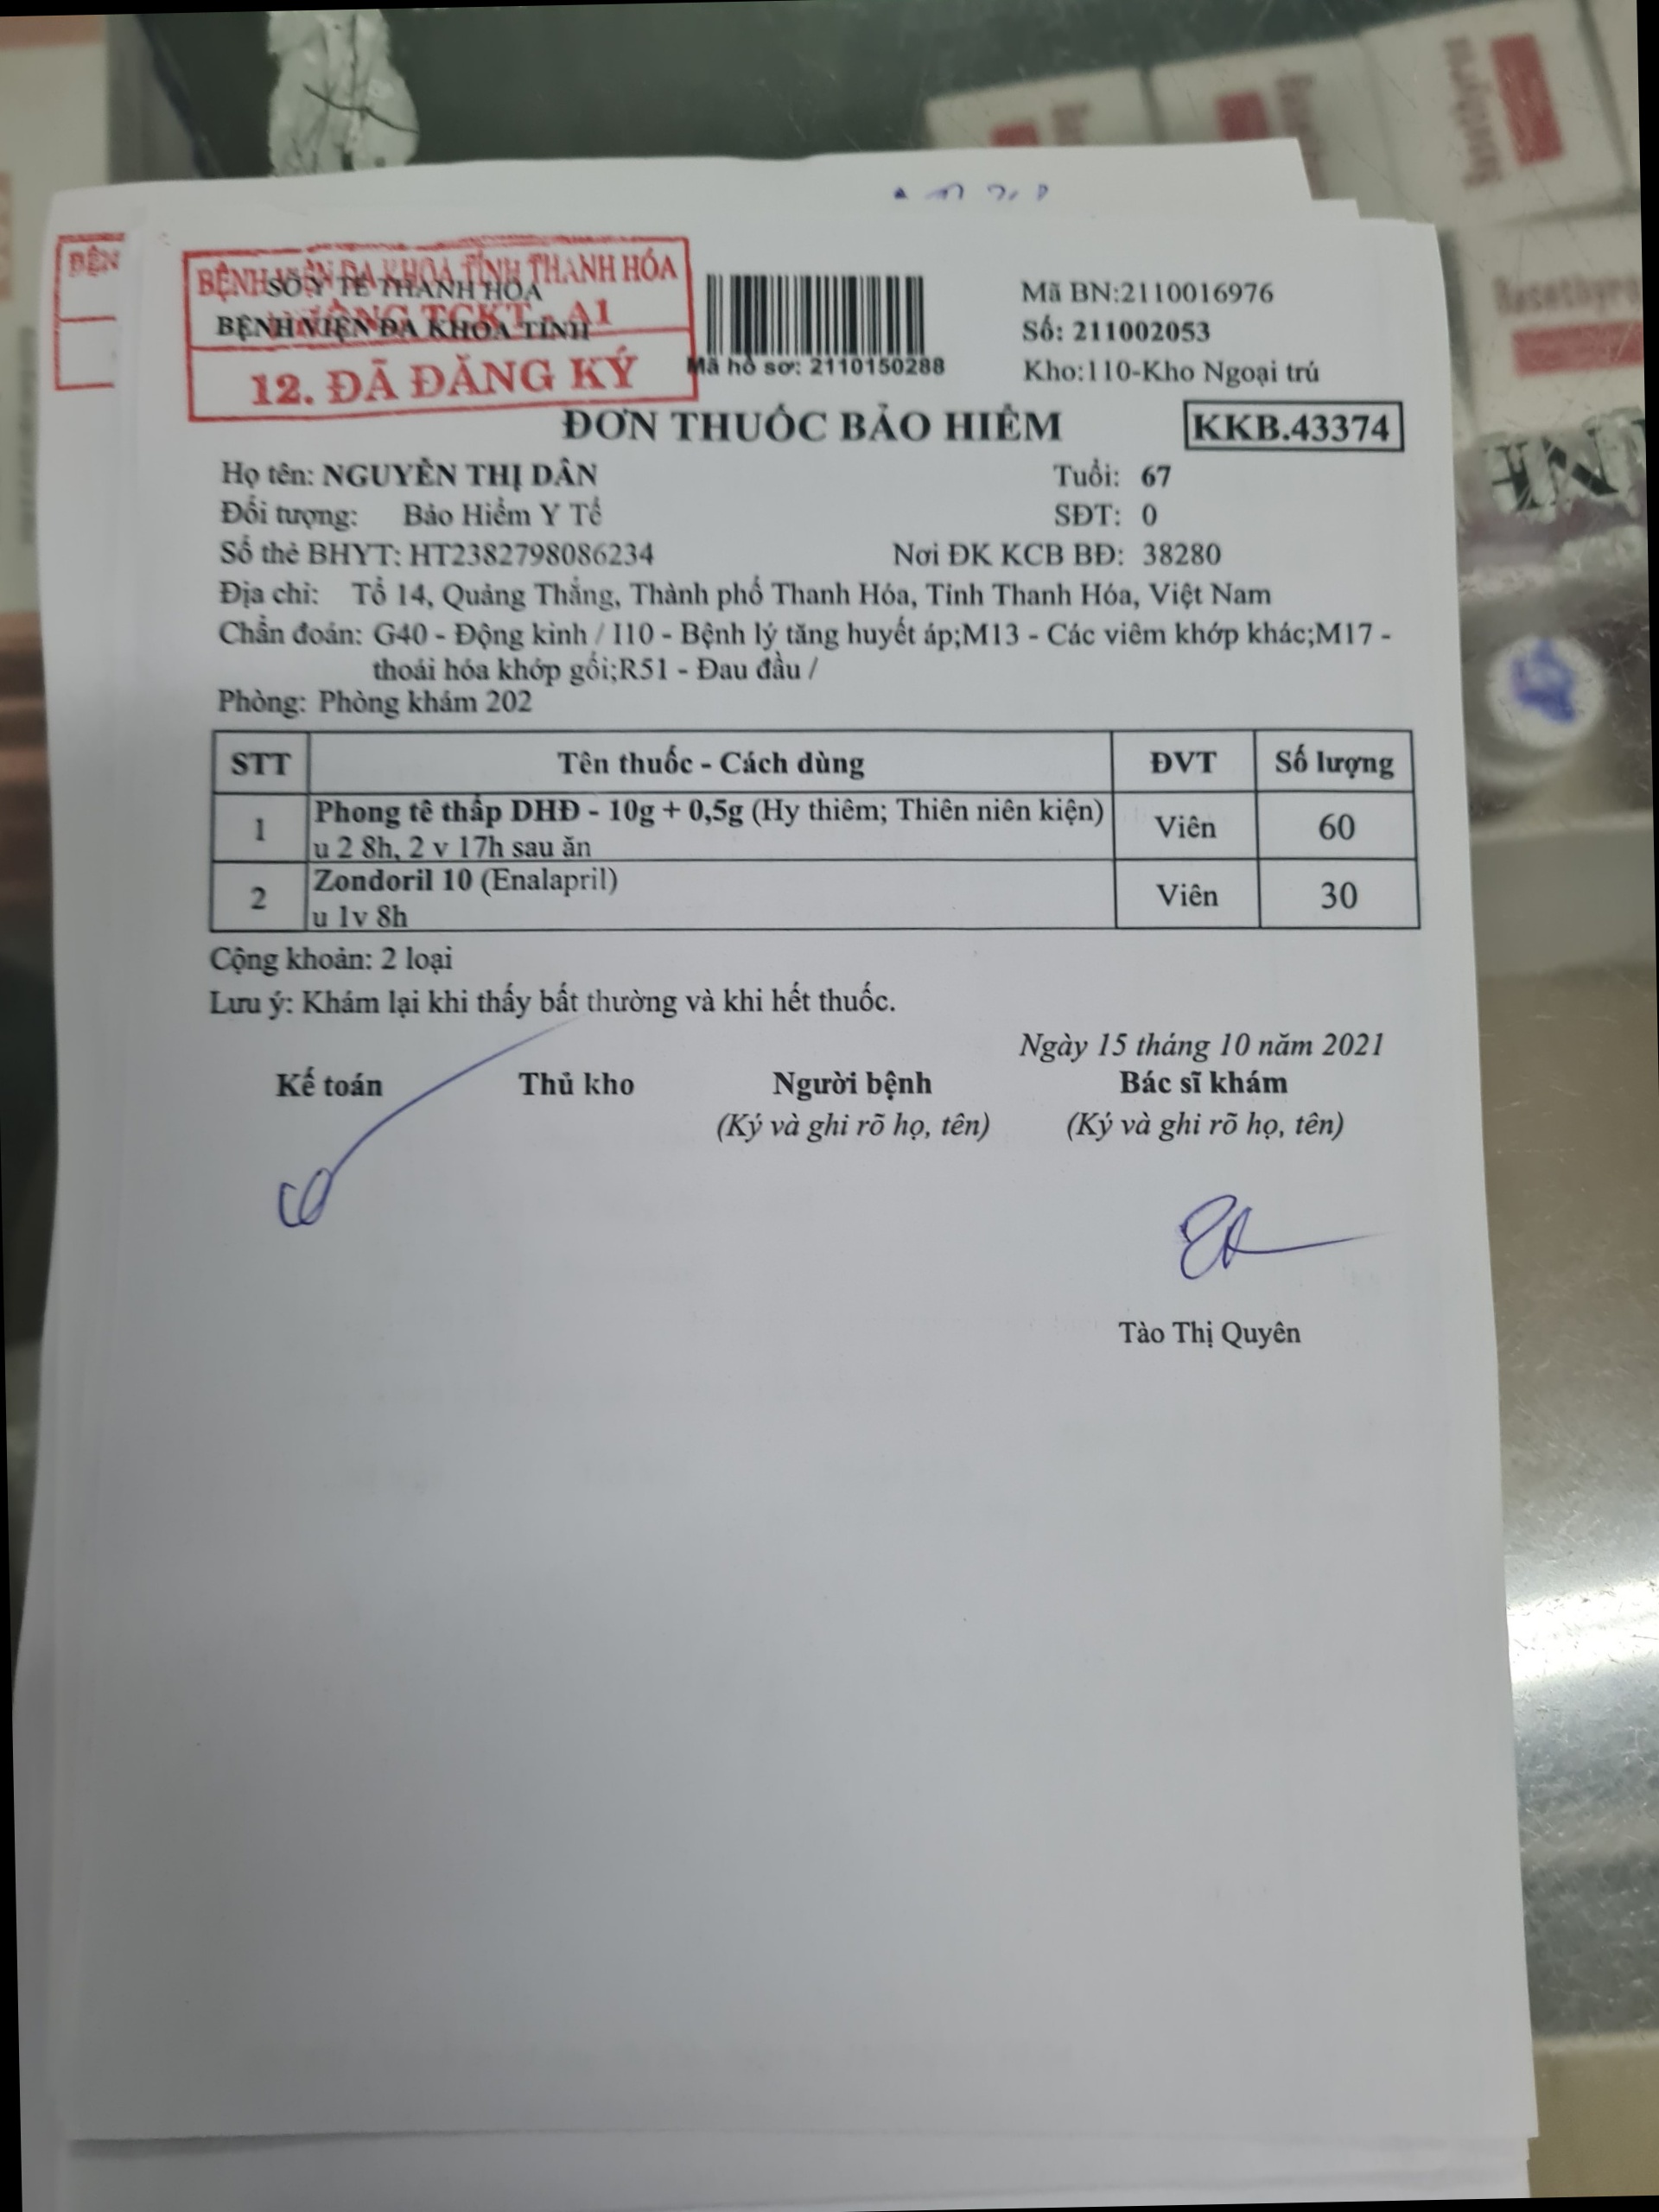 BỆNH VIỆN ĐA KHOA TỈNH THANH HÓA
SỞ Y TẾ THANH HÓA
TCKT - A1
BỆNH VIỆN ĐA KHOA TỈNH
12. ĐÃ ĐĂNG KÝ
BỆN
Mã hồ sơ: 2110150288
Mã BN:2110016976
Số: 211002053
Kho:110-Kho Ngoại trú
ĐƠN THUỐC BẢO HIỂM
KKB.43374
Họ tên: NGUYỄN THỊ DÂN Tuổi: 67
Đối tượng: Bảo Hiểm Y Tế SĐT: 0
Số thẻ BHYT: HT2382798086234 Nơi ĐK KCB BĐ: 38280
Địa chỉ: Tổ 14, Quảng Thắng, Thành phố Thanh Hóa, Tỉnh Thanh Hóa, Việt Nam
Chẩn đoán: G40 - Động kinh / I10 - Bệnh lý tăng huyết áp;M13 - Các viêm khớp khác;M17 -
thoái hóa khớp gối;R51 - Đau đầu /
Phòng: Phòng khám 202
STT Tên thuốc - Cách dùng ĐVT Số lượng
1 Phong tê thấp DHĐ - 10g + 0,5g (Hy thiêm; Thiên niên kiện) Viên 60
u 2 8h, 2 v 17h sau ăn
2 Zondoril 10 (Enalapril) Viên 30
u 1v 8h
Cộng khoản: 2 loại
Lưu ý: Khám lại khi thấy bất thường và khi hết thuốc.
Ngày 15 tháng 10 năm 2021
Kế toán Thủ kho Người bệnh Bác sĩ khám
(Ký và ghi rõ họ, tên) (Ký và ghi rõ họ, tên)
Tào Thị Quyên